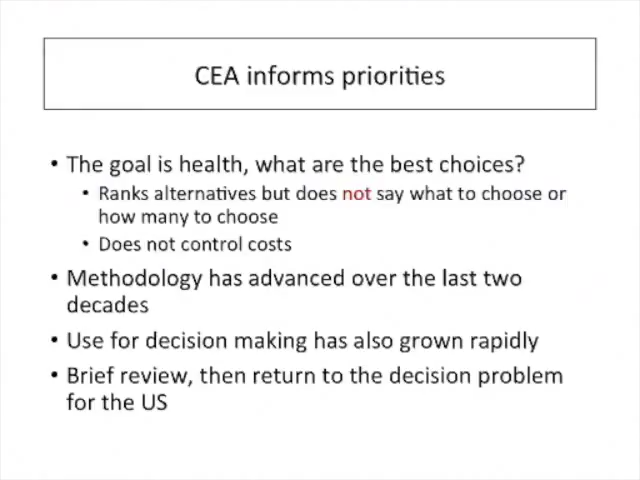 CEA informs priorities
• The goal is health, what are the best choices?
• Ranks alternatives but does not say what to choose or
how many to choose
• Does not control costs
• Methodology has advanced over the last two
decades
• Use for decision making has also grown rapidly
• Brief review, then return to the decision problem
for the US